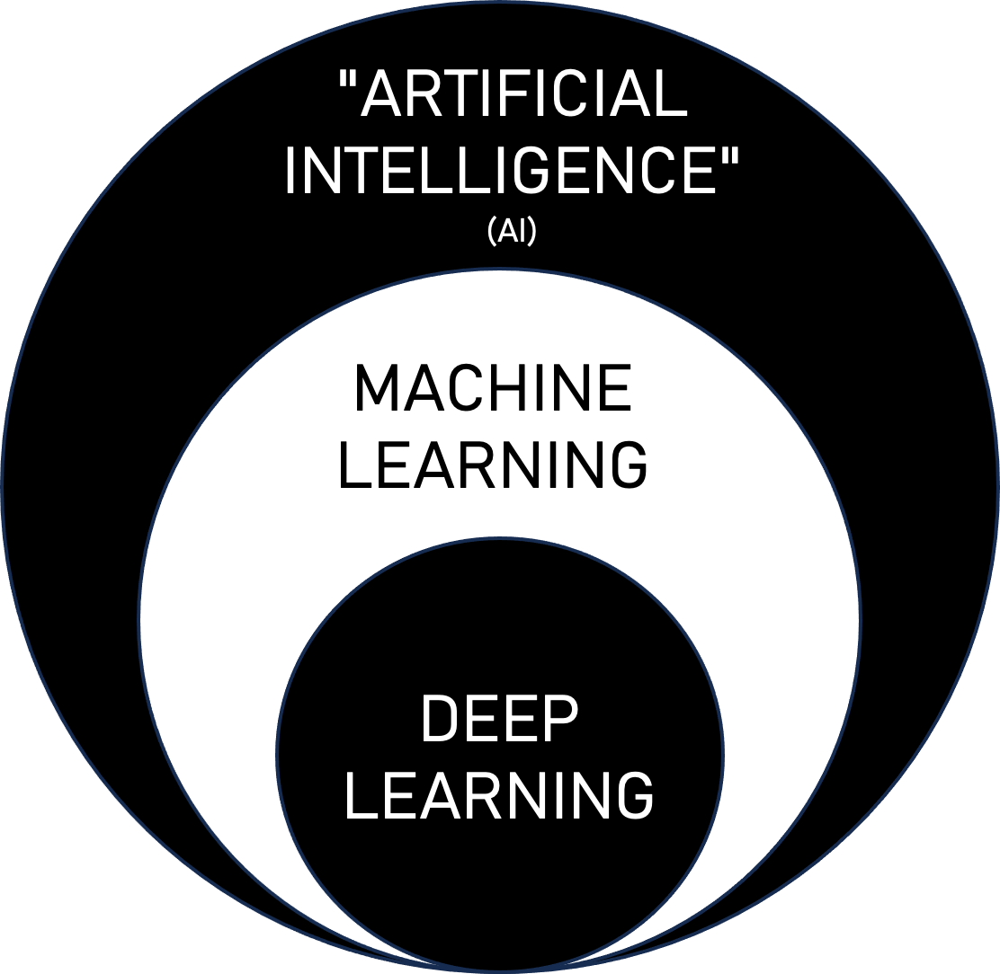 "ARTIFICIAL
INTELLIGENCE"
(AI)
MACHINE
LEARNING
DEEP
LEARNING